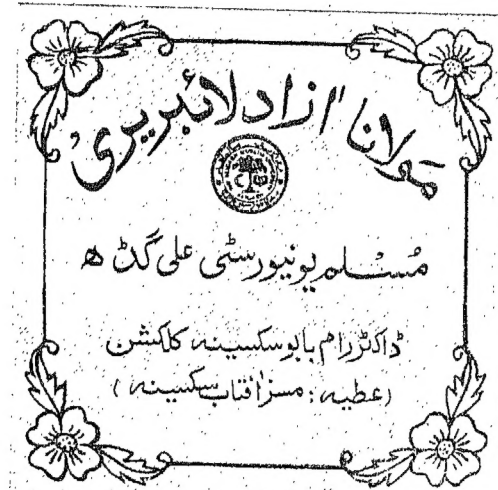 مولانا آزاد لائبریری
مسلم یونیورسٹی علی گڑھ
ڈاکٹر رام بابو سکسینہ کلکشن
(عطیہ: مسز آفتاب سکسینہ)